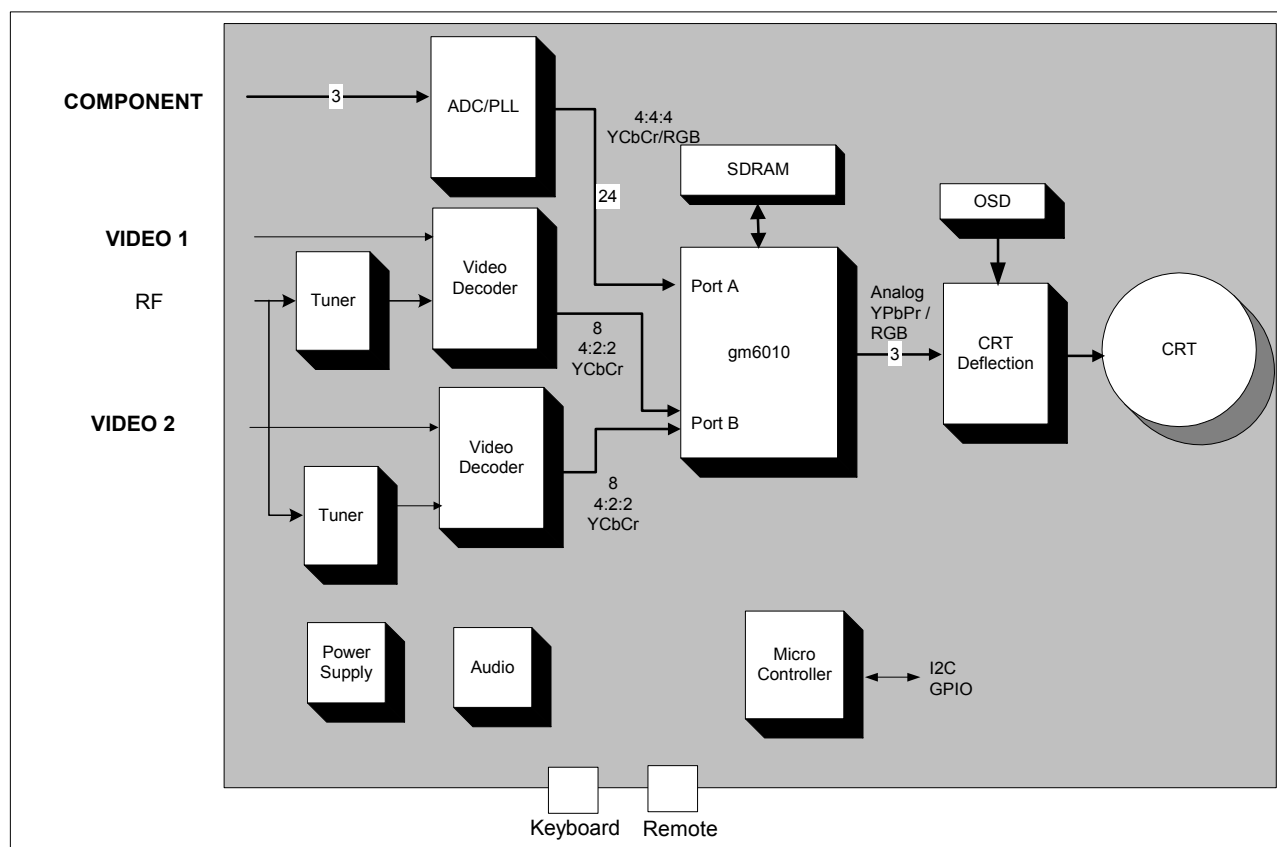 COMPONENT
3
ADC/PLL
4:4:4
YCbCr/RGB
24
SDRAM
OSD
VIDEO 1
RF
Tuner
Video
Decoder
8
4:2:2
YCbCr
Port A
gm6010
Port B
Analog
YPbPr /
RGB
3
CRT
Deflection
CRT
VIDEO 2
Tuner
Video
Decoder
8
4:2:2
YCbCr
Power
Supply
Audio
Micro
Controller
I2C
GPIO
Keyboard
Remote